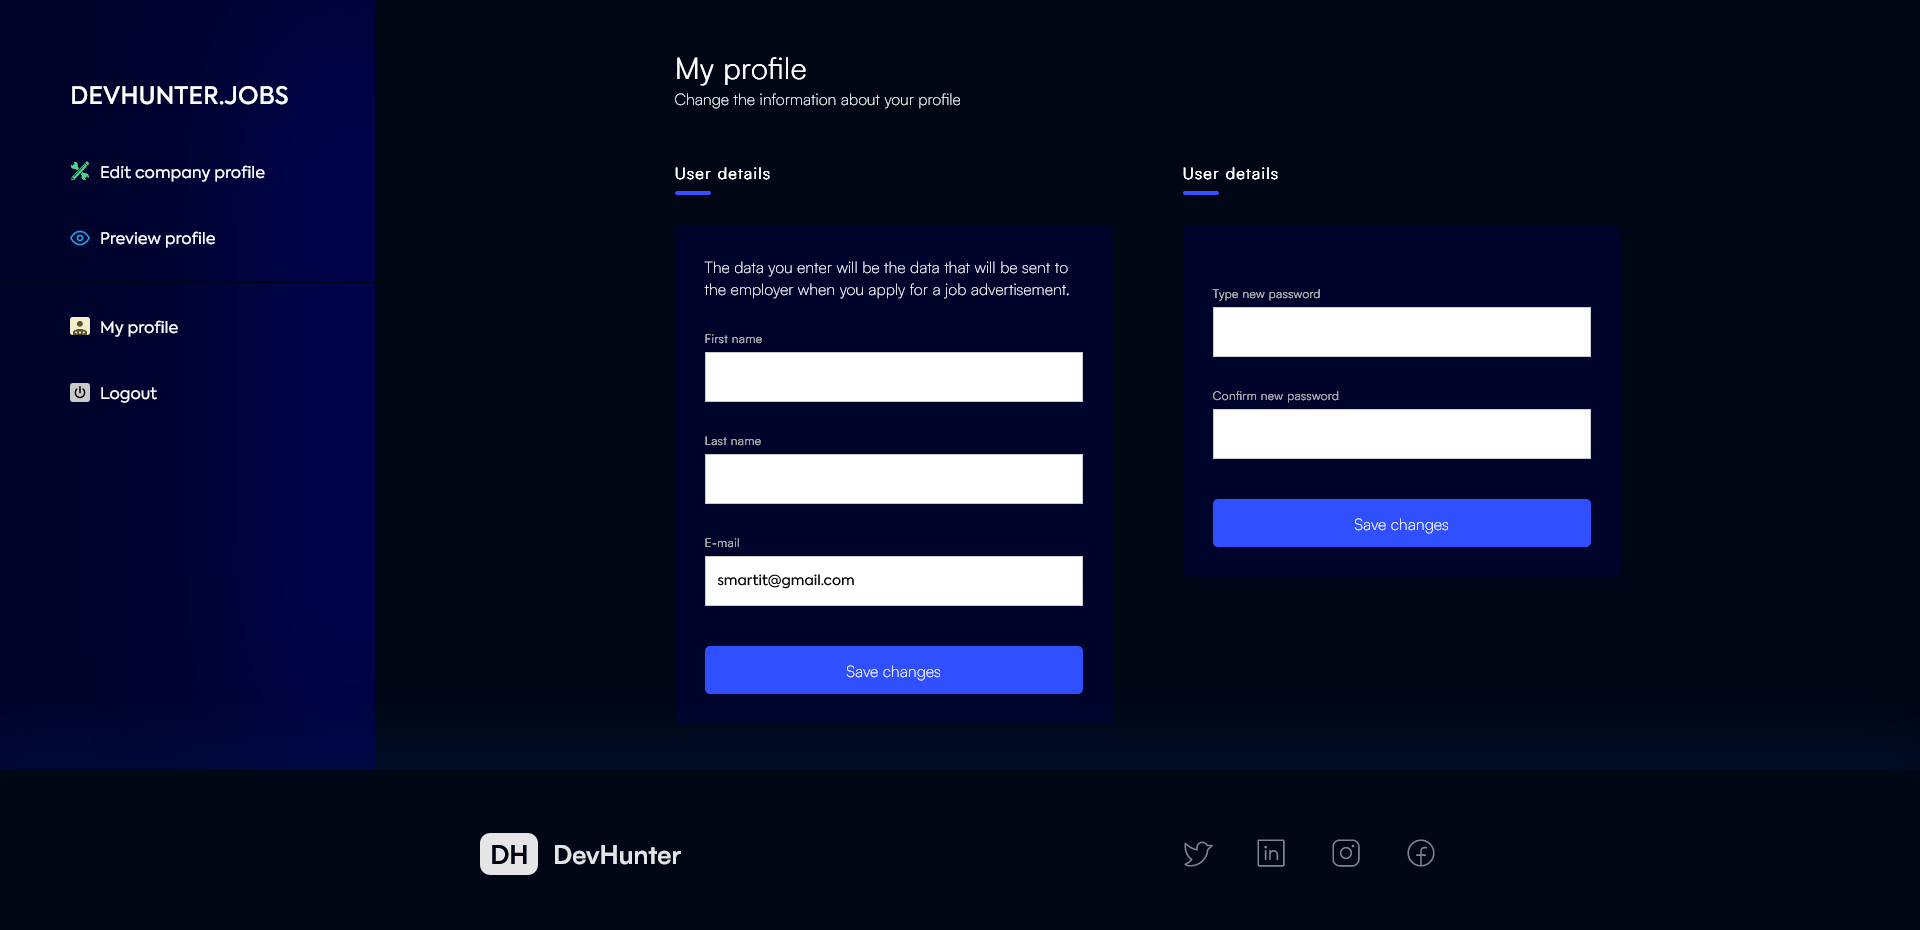 DEVHUNTER.JOBS
Edit company profile
Preview profile
My profile
Logout
My profile
Change the information about your profile
User details
The data you enter will be the data that will be sent to
the employer when you apply for a job advertisement.
First name
Last name
E-mail
smartit@gmail.com
Save changes
User details
Type new password
Confirm new password
Save changes
DH DevHunter